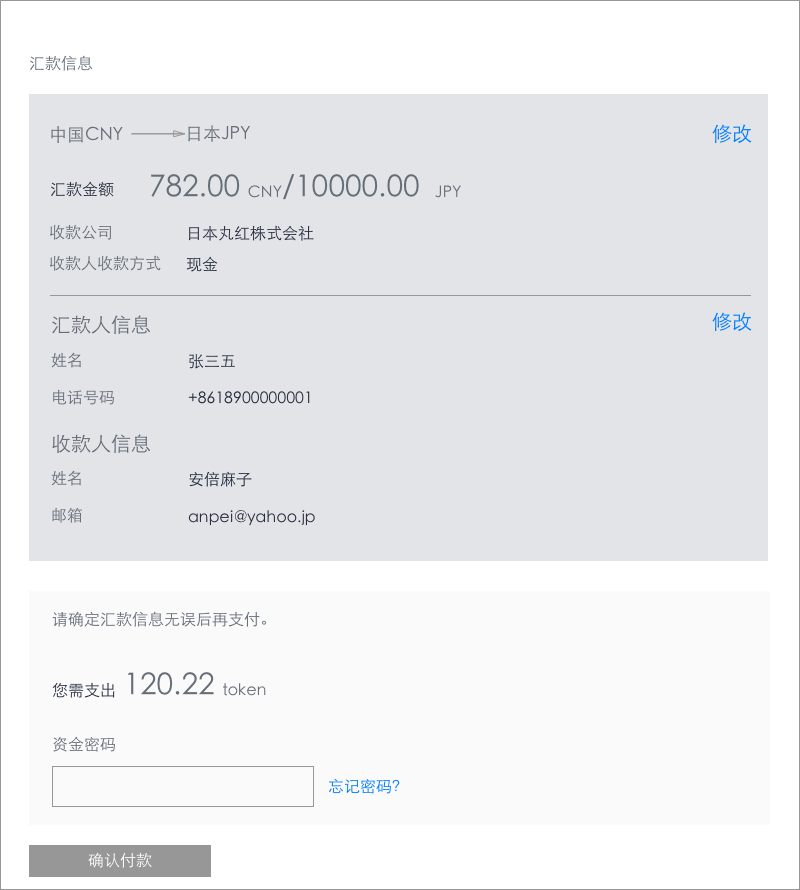 汇款信息
中国CNY 日本JPY 修改
汇款金额 782.00 CNY/10000.00 JPY
收款公司 日本丸红株式会社
收款人收款方式 现金
汇款人信息 修改
姓名 张三五
电话号码 +8618900000001
收款人信息
姓名 安倍麻子
邮箱 anpei@yahoo.jp
请确定汇款信息无误后再支付。
您需支出 120.22 token
资金密码
忘记密码?
确认付款